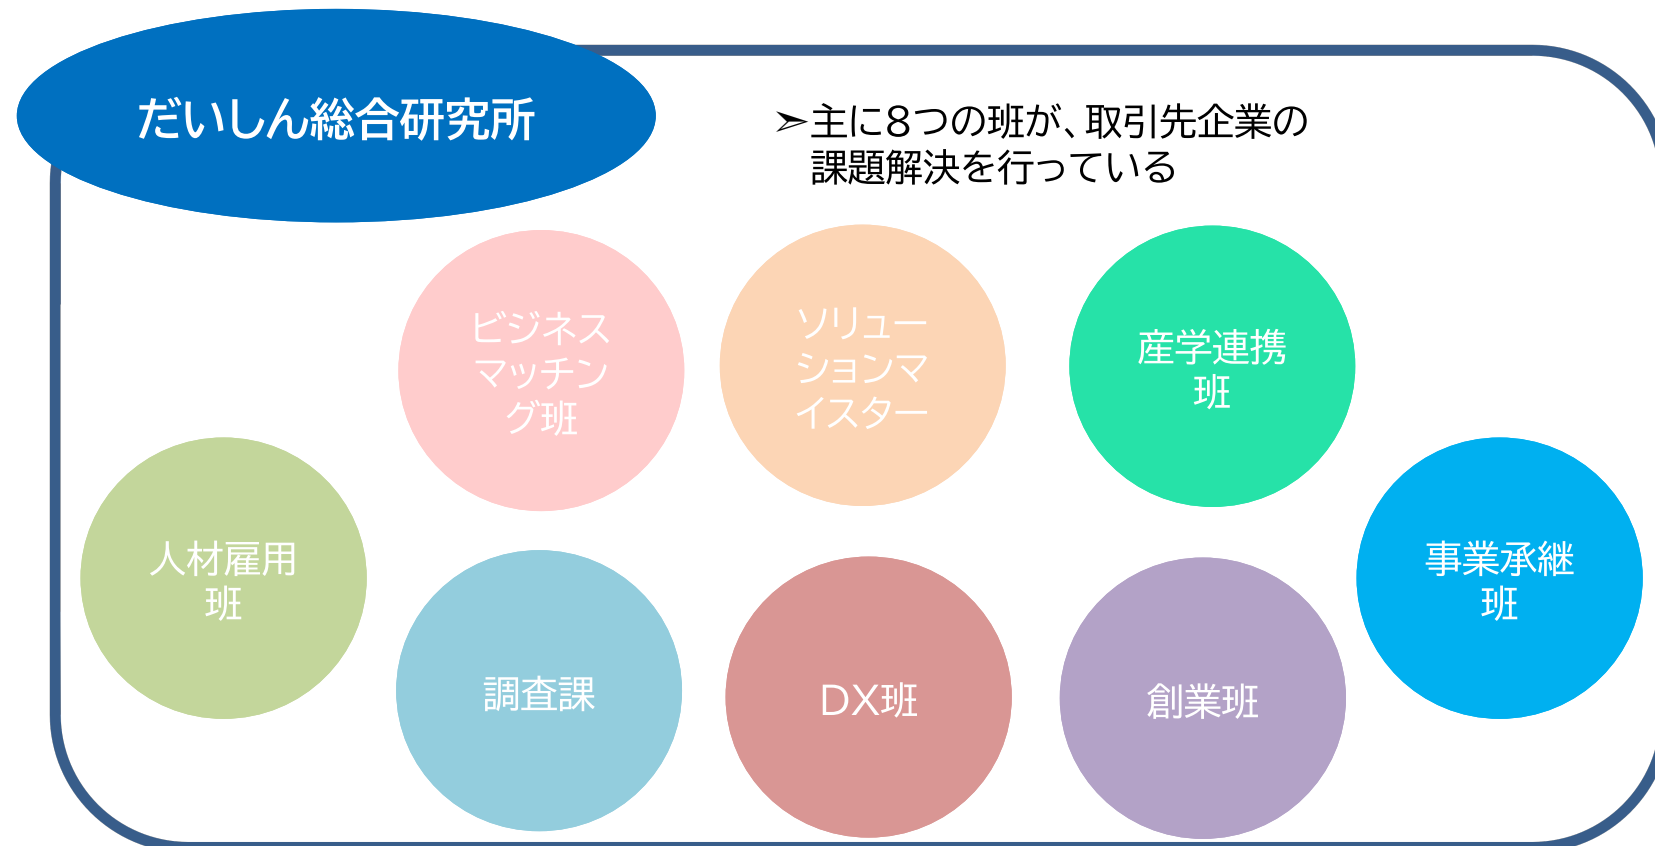 だいしん総合研究所
➣主に８つの班が、取引先企業の
課題解決を行っている
ビジネス
マッチン
グ班
ソリュー
ションマ
イスター
産学連携
班
人材雇用
班
事業承継
班
調査課
DX班
創業班